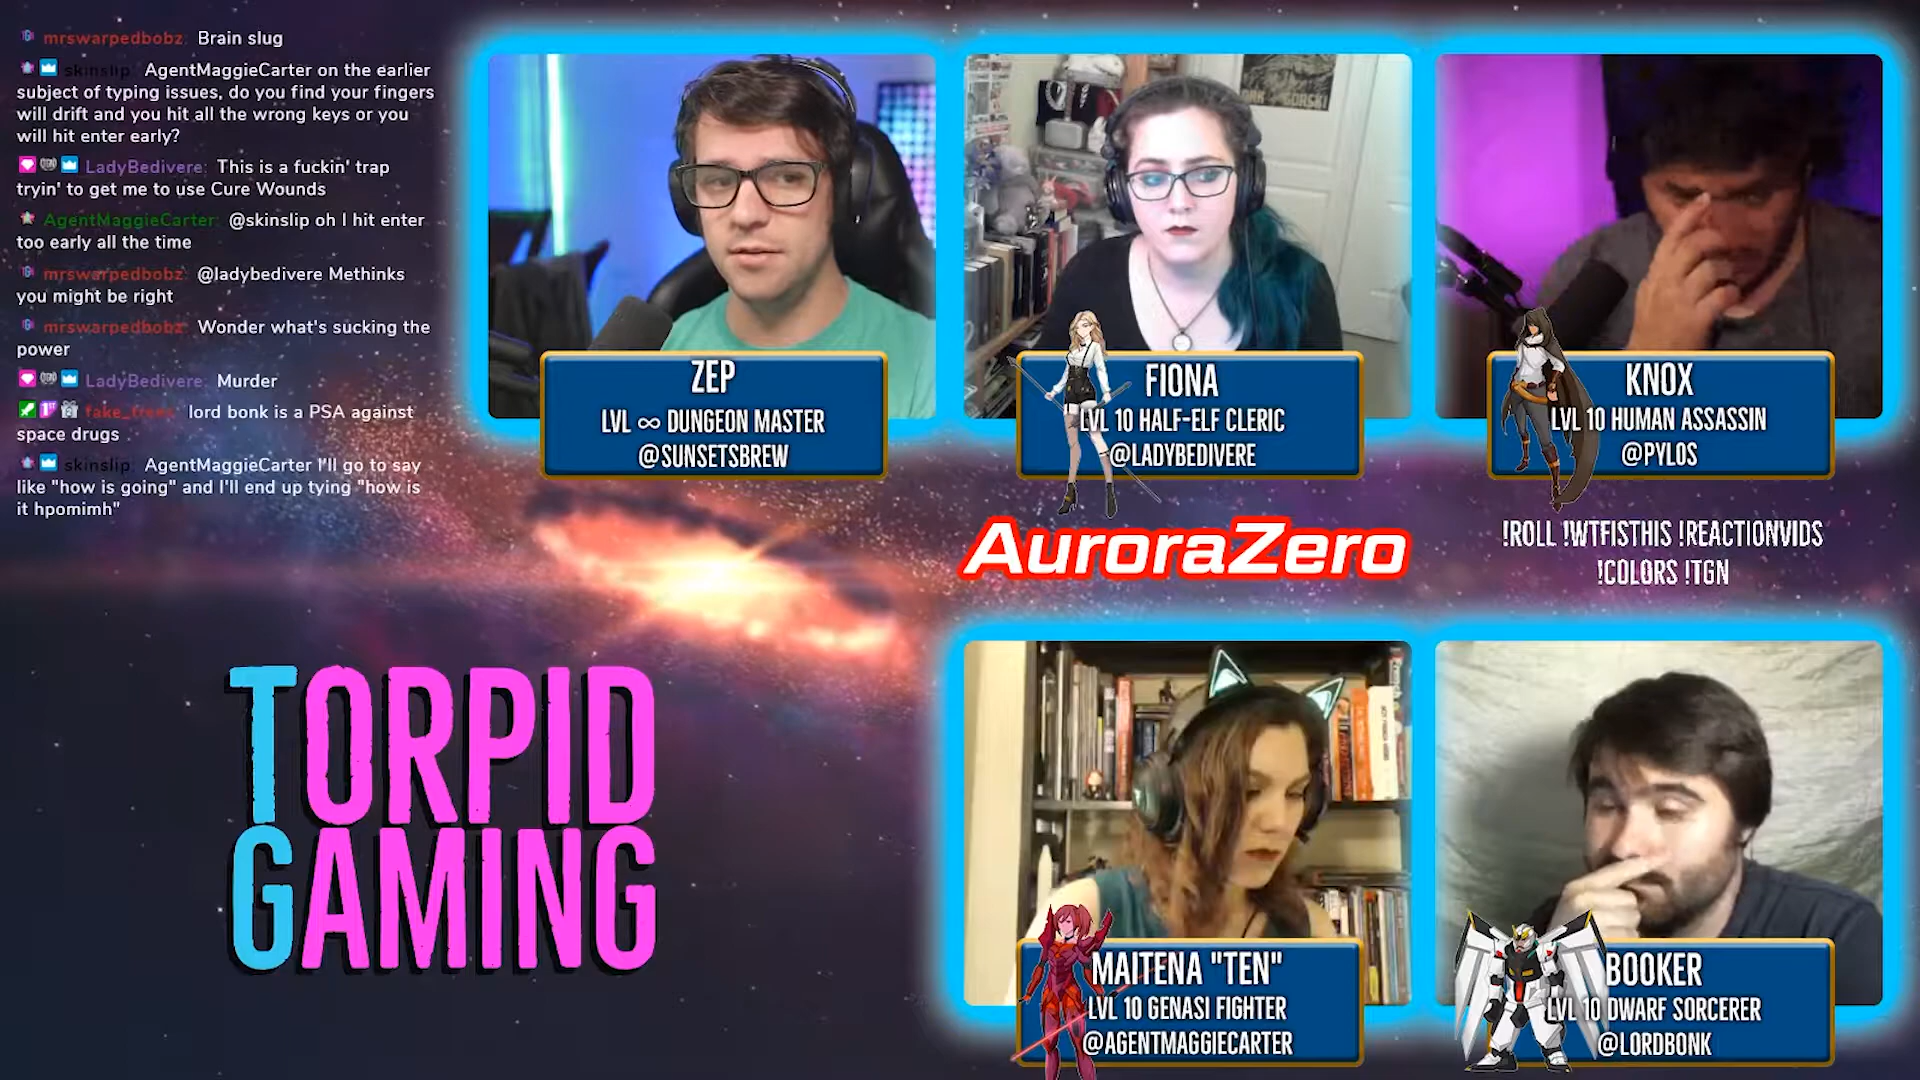 mrswarpedbobz: Brain slug
skinslip: AgentMaggieCarter on the earlier
subject of typing issues, do you find your fingers
will drift and you hit all the wrong keys or you
will hit enter early?
LadyBedivere: This is a fuckin' trap
tryin' to get me to use Cure Wounds
AgentMaggieCarter: @skinslip oh I hit enter
too early all the time
mrswarpedbobz: @ladybedivere Methinks
you might be right
mrswarpedbobz: Wonder what's sucking the
power
LadyBedivere: Murder
lord bonk is a PSA against
space drugs
skinslip: AgentMaggieCarter I'll go to say
like "how is going" and I'll end up tying "how is
it hpomimh"
ZEP
LVL ∞ DUNGEON MASTER
@SUNSETSBREW
FIONA
LVL 10 HALF-ELF CLERIC
@LADYBEDIVERE
KNOX
LVL 10 HUMAN ASSASSIN
@PYLOS
AuroraZero
!ROLL !WTFISTHIS !REACTIONVIDS
!COLORS !TGN
TORPID
GAMING
MAITENA "TEN"
LVL 10 GENASI FIGHTER
@AGENTMAGGIECARTER
BOOKER
LVL 10 DWARF SORCERER
@LORDBONK